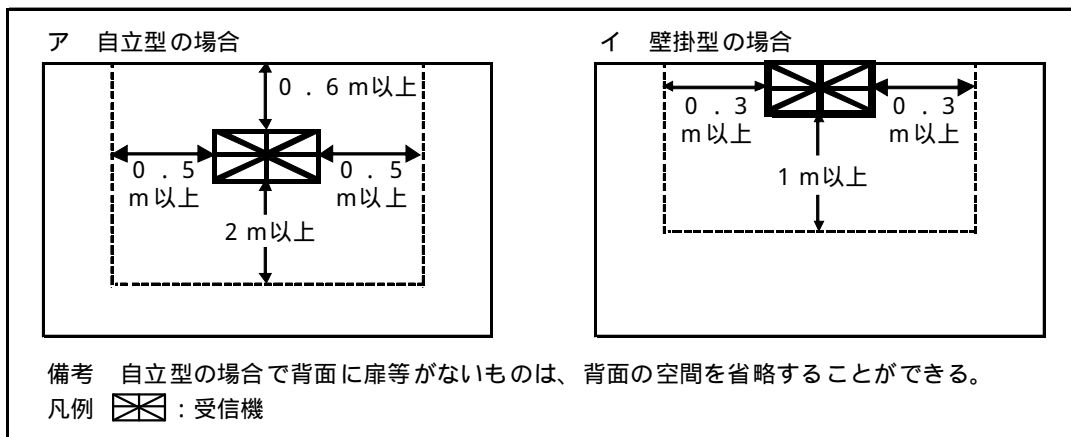 ア 自立型の場合
0.6m以上
0.5
m以上
0.5
m以上
2m以上
イ 壁掛型の場合
0.3
m以上
0.3
m以上
1m以上
備考 自立型の場合で背面に扉等がないものは、背面の空間を省略することができる。
凡例 :受信機